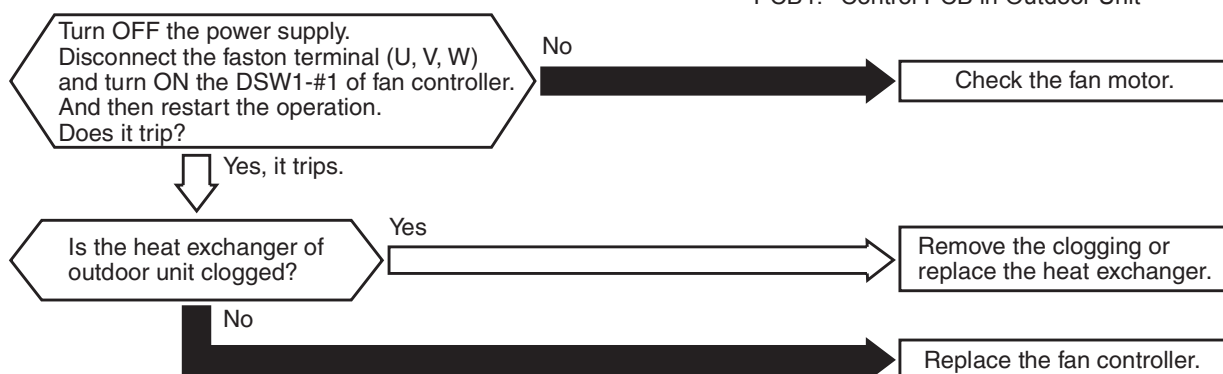 PCB1: Control PCB in Outdoor Unit
Turn OFF the power supply.
Disconnect the faston terminal (U, V, W)
and turn ON the DSW1-#1 of fan controller.
And then restart the operation.
Does it trip?
No
Check the fan motor.
Yes, it trips.
Is the heat exchanger of
outdoor unit clogged?
Yes
Remove the clogging or
replace the heat exchanger.
No
Replace the fan controller.